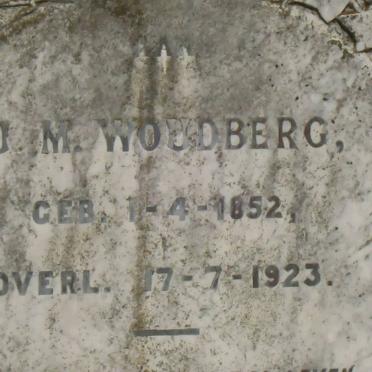 J. M. WOUDBERG,
GEB. 1-4-1852,
OVERL. 17-7-1923.